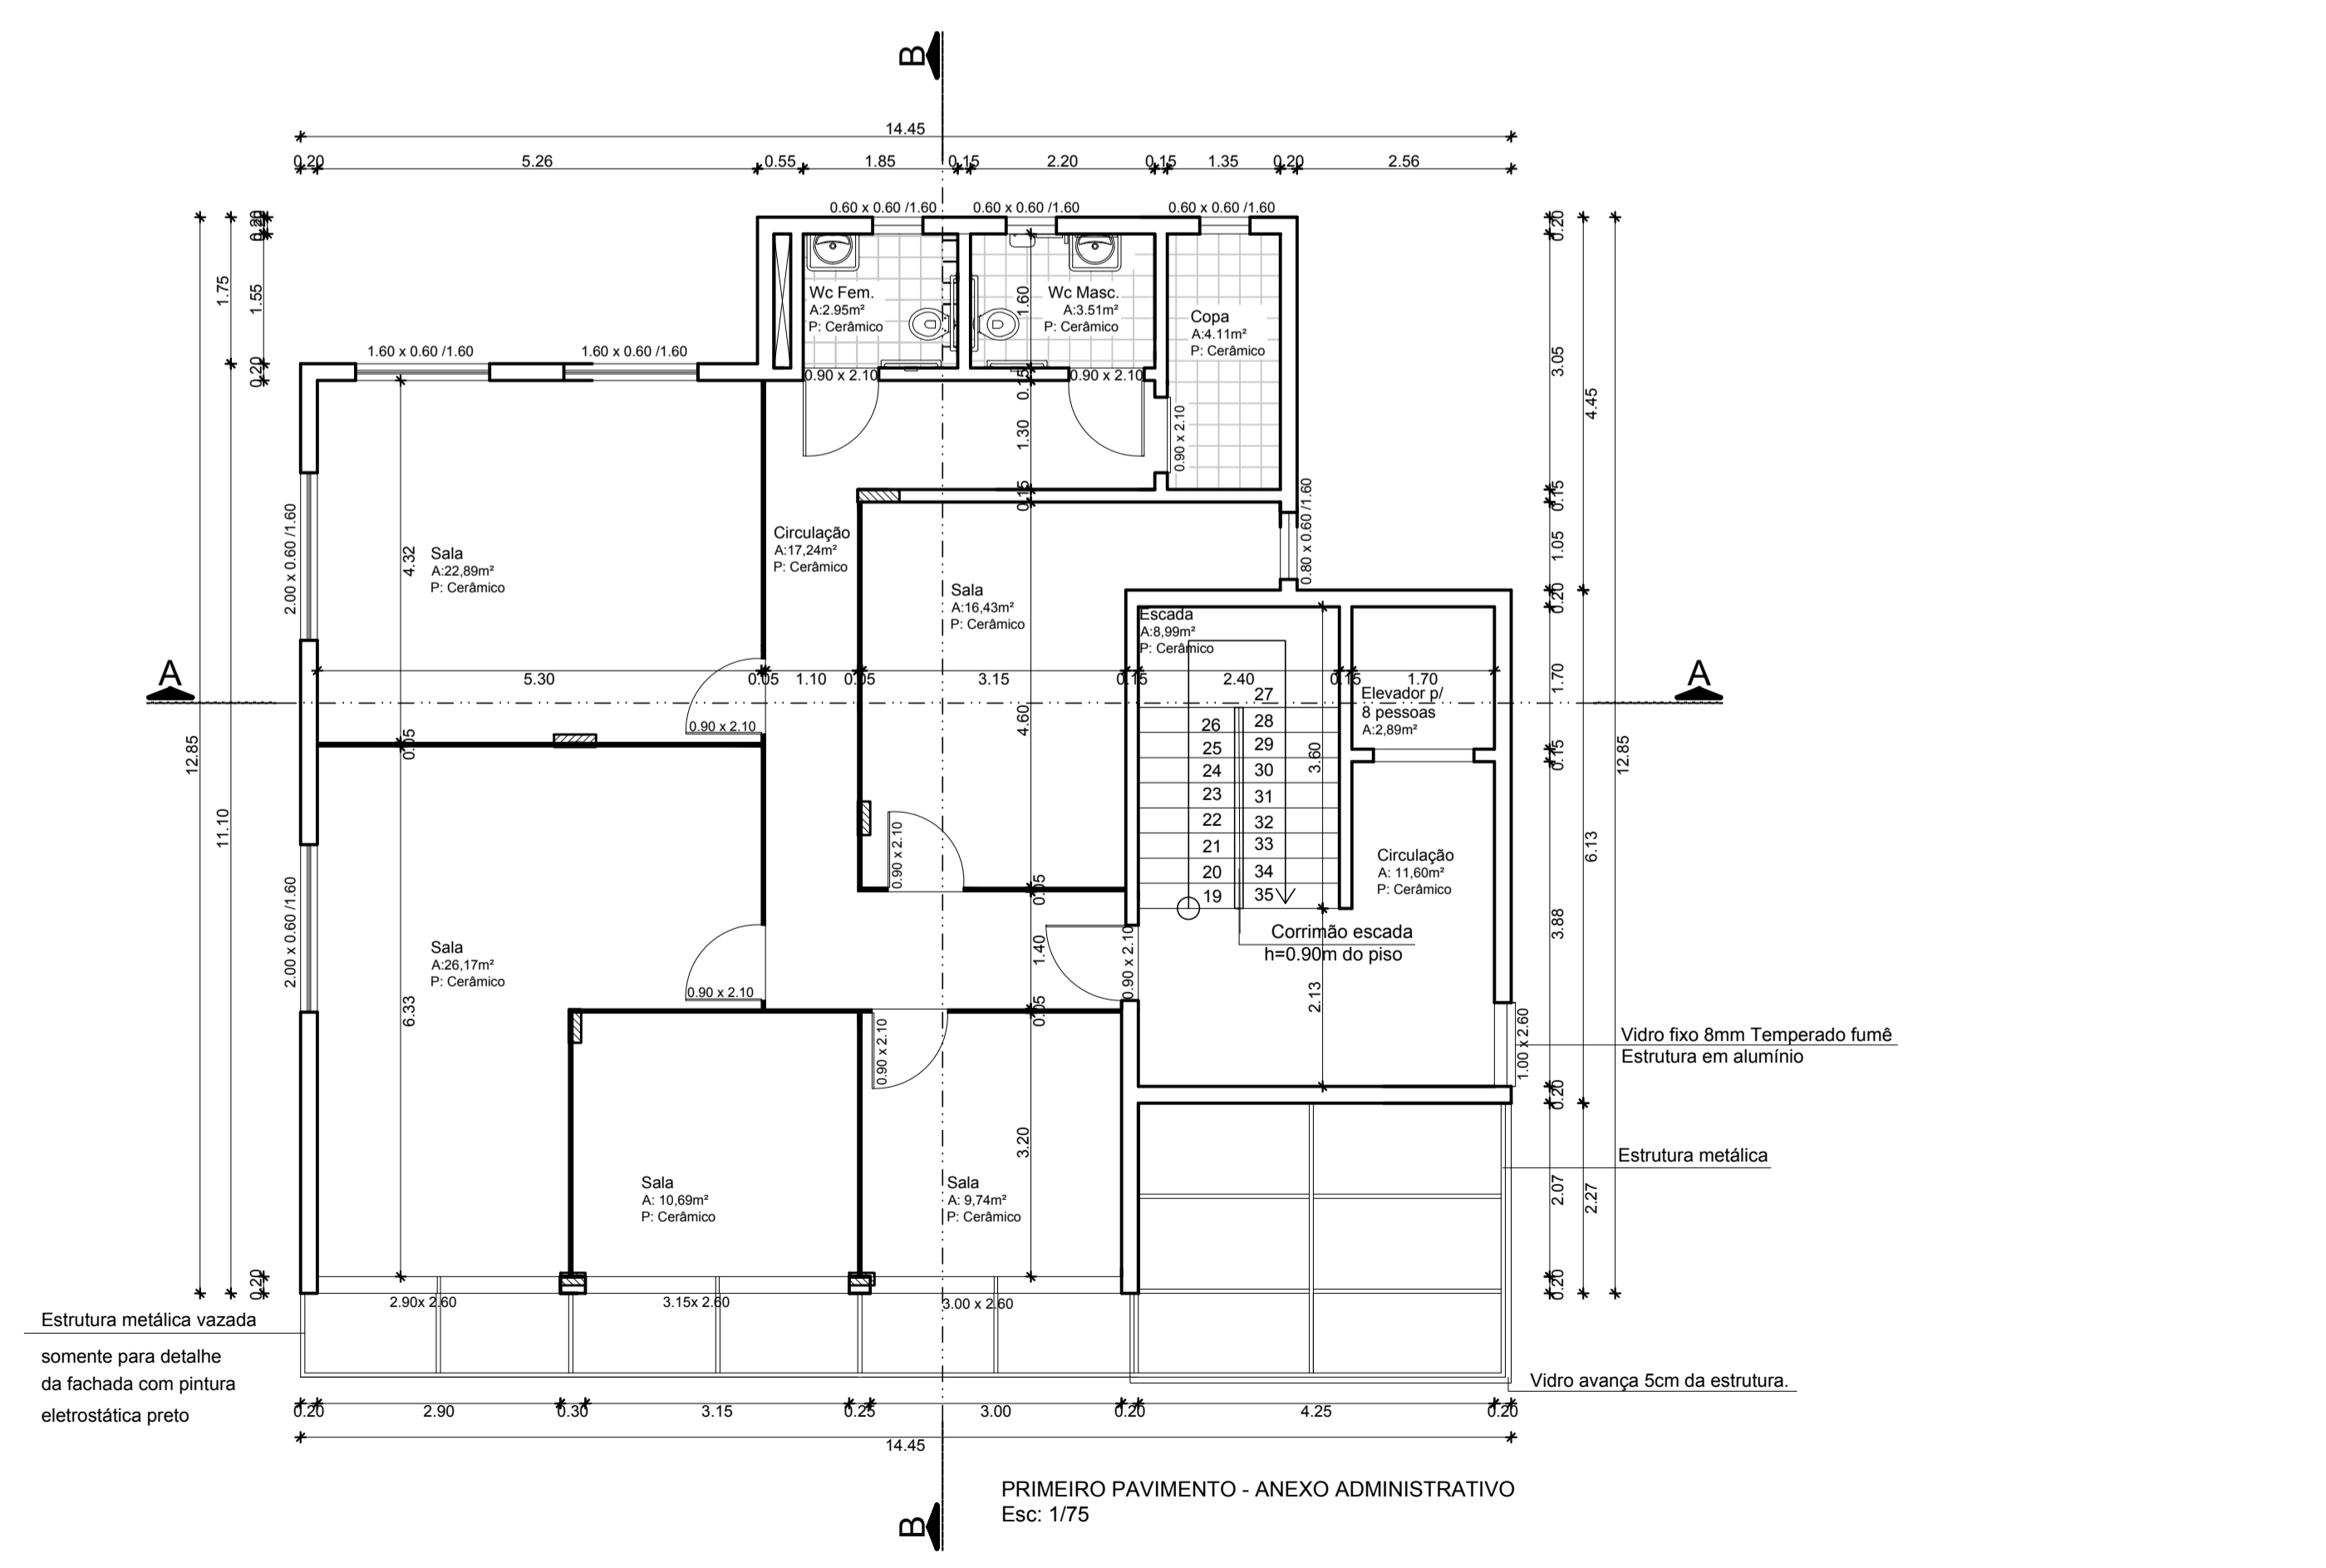 B
14.45
0.20 5.26 0.55 1.85 0.15 2.20 0.15 1.35 0.20 2.56
0.60 x 0.60 /1.60 0.60 x 0.60 /1.60 0.60 x 0.60 /1.60
0.20
0.20
0.20
1.75
1.55
0.20
Wc Fem.
A:2.95m²
P: Cerâmico
1.60
Wc Masc.
A:3.51m²
P: Cerâmico
Copa
A:4.11m²
P: Cerâmico
3.05
4.45
1.60 x 0.60 /1.60 1.60 x 0.60 /1.60
0.90 x 2.10 0.90 x 2.10
0.15
1.30
0.90 x 2.10
0.15
0.15
2.00 x 0.60 /1.60
4.32
Sala
A:22,89m²
P: Cerâmico
Circulação
A:17,24m²
P: Cerâmico
Sala
A:16,43m²
P: Cerâmico
0.80 x 0.60 /1.60
1.05
0.20
Escada
A:8,99m²
P: Cerâmico
A
5.30 0.05 1.10 0.05 3.15 0.15 2.40 0.15 1.70
1.70
A
Elevador p/
8 pessoas
A:2,89m²
0.90 x 2.10
0.05
4.60
3.60
0.15
12.85
11.10
27
26 28
25 29
24 30
23 31
22 32
21 33
20 34
19 35
12.85
6.13
0.90 x 2.10
0.05
Circulação
A: 11,60m²
P: Cerâmico
3.88
Corrimão escada
h=0.90m do piso
2.00 x 0.60 /1.60
Sala
A:26,17m²
P: Cerâmico
6.33
0.90 x 2.10
1.40
0.90 x 2.10
2.13
0.05
0.90 x 2.10
1.00 x 2.60
Vidro fixo 8mm Temperado fumê
Estrutura em alumínio
0.20
3.20
Sala
A: 10,69m²
P: Cerâmico
Sala
A: 9,74m²
P: Cerâmico
Estrutura metálica
2.07
2.27
0.20
0.20
2.90x 2.60 3.15x 2.60 3.00 x 2.60
Estrutura metálica vazada
somente para detalhe
da fachada com pintura
eletrostática preto
Vidro avança 5cm da estrutura.
0.20 2.90 0.30 3.15 0.25 3.00 0.20 4.25 0.20
14.45
PRIMEIRO PAVIMENTO - ANEXO ADMINISTRATIVO
Esc: 1/75
B